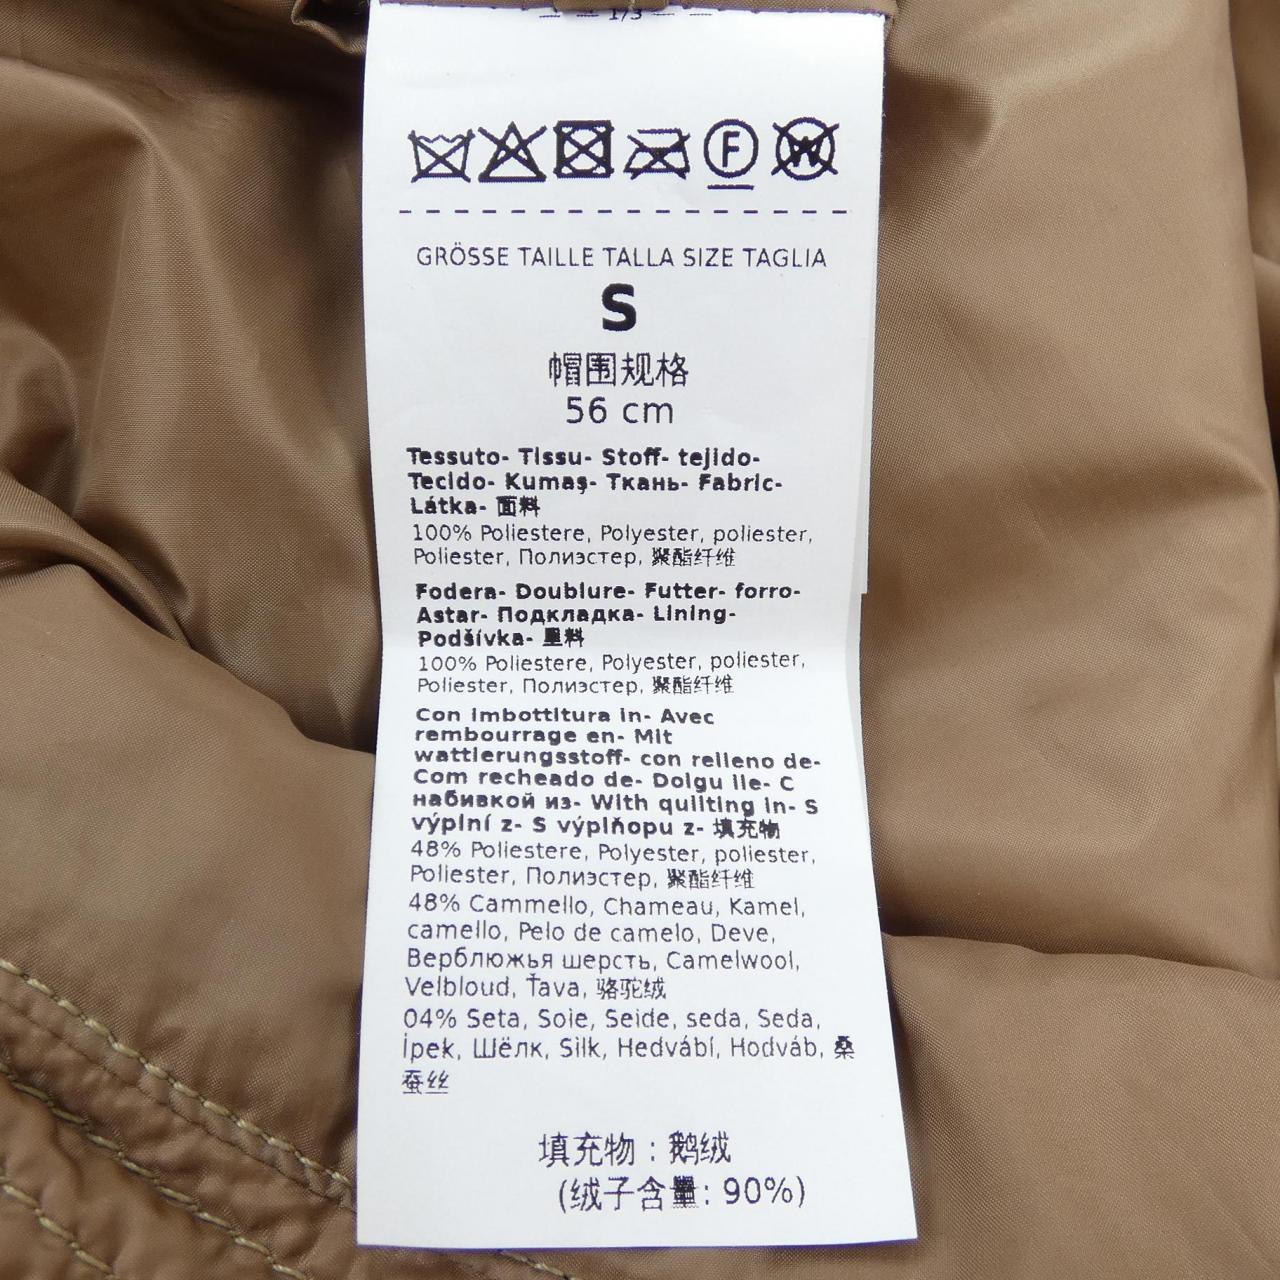 1/3
F
W
GRÖSSE TAILLE TALLA SIZE TAGLIA
S
帽围规格
56 cm
Tessuto- Tissu- Stoff- tejido-
Tecido- Kumaş- Ткань- Fabric-
Látka- 面料
100% Poliestere, Polyester, poliester,
Poliester, Полиэстер, 聚酯纤维
Fodera- Doublure- Futter- forro-
Astar- Подкладка- Lining-
Podšívka- 里料
100% Poliestere, Polyester, poliester,
Poliester, Полиэстер, 聚酯纤维
Con imbottitura in- Avec
rembourrage en- Mit
wattierungsstoff- con relleno de-
Com recheado de- Dolgu ile- C
набивкой из- With quilting in- S
výplní z- S výplňopu z- 填充物
48% Poliestere, Polyester, poliester,
Poliester, Полиэстер, 聚酯纤维
48% Cammello, Chameau, Kamel,
camello, Pelo de camelo, Deve,
Верблюжья шерсть, Camelwool,
Velbloud, Ťava, 骆驼绒
04% Seta, Soie, Seide, seda, Seda,
İpek, Шёлк, Silk, Hedvábí, Hodváb, 桑
蚕丝
填充物 : 鹅绒
(绒子含量: 90%)